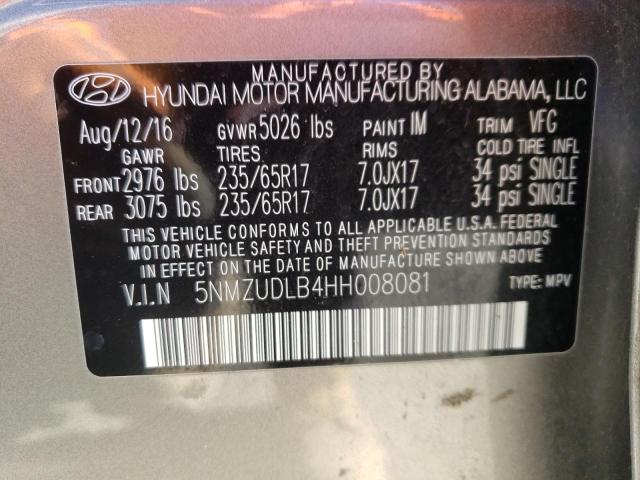 MANUFACTURED BY
HYUNDAI MOTOR MANUFACTURING ALABAMA, LLC
Aug/12/16 GVWR 5026 lbs PAINT IM TRIM VFG
GAWR TIRES RIMS COLD TIRE INFL
FRONT 2976 lbs 235/65R17 7.0JX17 34 psi SINGLE
REAR 3075 lbs 235/65R17 7.0JX17 34 psi SINGLE
THIS VEHICLE CONFORMS TO ALL APPLICABLE U.S.A. FEDERAL
MOTOR VEHICLE SAFETY AND THEFT PREVENTION STANDARDS
IN EFFECT ON THE DATE OF MANUFACTURE SHOWN ABOVE.
V.I.N 5NMZUDLB4HH008081 TYPE: MPV